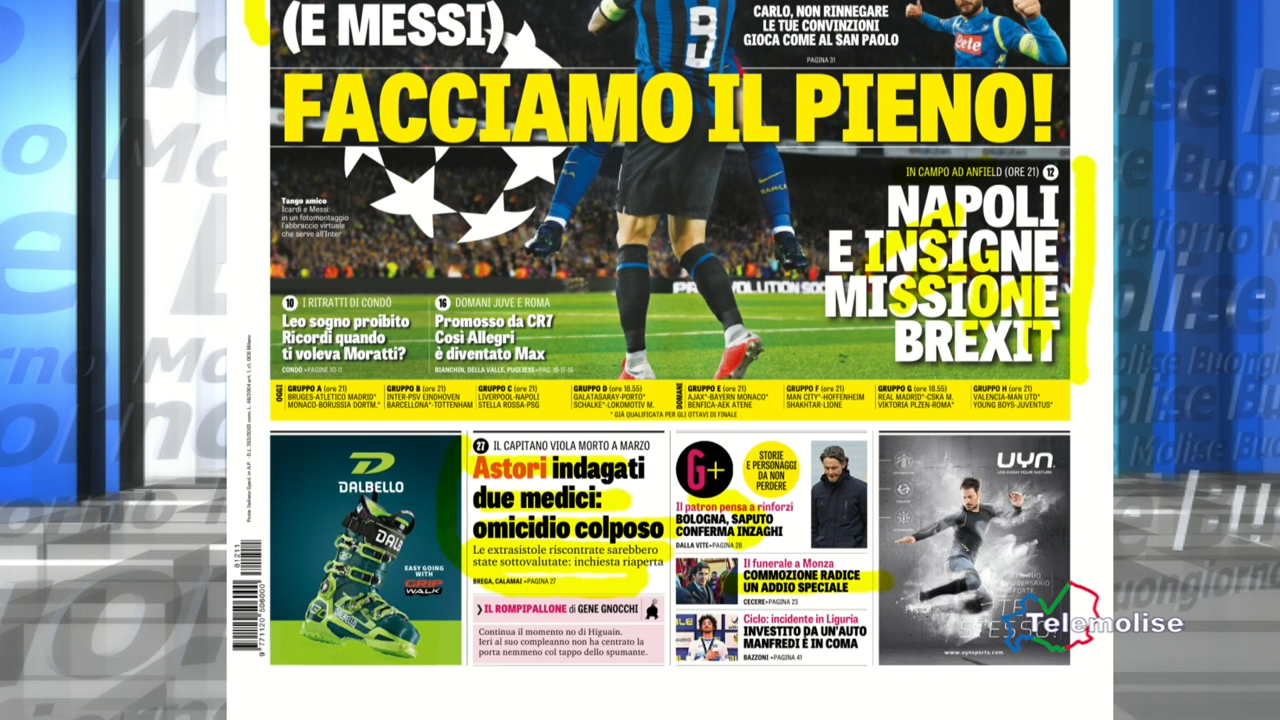 (E MESSI)
CARLO, NON RINNEGARE
LE TUE CONVINZIONI
GIOCA COME AL SAN PAOLO
PAGINA 31
Lete
9
FACCIAMO IL PIENO!
Tango amico
Icardi e Messi:
in un fotomontaggio
l'abbraccio virtuale
che serve all'Inter
IN CAMPO AD ANFIELD (ORE 21) 12
NAPOLI
E INSIGNE
MISSIONE
BREXIT
10 I RITRATTI DI CONDÒ
Leo sogno proibito
Ricordi quando
ti voleva Moratti?
CONDÒ PAGINE 10-11
16 DOMANI JUVE E ROMA
Promosso da CR7
Così Allegri
è diventato Max
BIANCHIN, DELLA VALLE, PUGLIESE PAG. 16-17-18
OGGI
GRUPPO A (ore 21)
BRUGES-ATLETICO MADRID*
MONACO-BORUSSIA DORTM.*
GRUPPO B (ore 21)
INTER-PSV EINDHOVEN
BARCELLONA*-TOTTENHAM
GRUPPO C (ore 21)
LIVERPOOL-NAPOLI
STELLA ROSSA-PSG
GRUPPO D (ore 18.55)
GALATASARAY-PORTO*
SCHALKE*-LOKOMOTIV M.
DOMANI
GRUPPO E (ore 21)
AJAX*-BAYERN MONACO*
BENFICA-AEK ATENE
GRUPPO F (ore 21)
MAN CITY*-HOFFENHEIM
SHAKHTAR-LIONE
GRUPPO G (ore 18.55)
REAL MADRID*-CSKA M.
VIKTORIA PLZEN-ROMA*
GRUPPO H (ore 21)
VALENCIA-MAN UTD*
YOUNG BOYS-JUVENTUS*
* GIÀ QUALIFICATA PER GLI OTTAVI DI FINALE
DALBELLO
EASY GOING
WITH
GRIP
WALK
27 IL CAPITANO VIOLA MORTO A MARZO
Astori indagati
due medici:
omicidio colposo
Le extrasistole riscontrate sarebbero
state sottovalutate: inchiesta riaperta
BREGA, CALAMAI PAGINA 27
IL ROMPIPALLONE di GENE GNOCCHI
Continua il momento no di Higuain.
Ieri al suo compleanno non ha centrato la
porta nemmeno col tappo dello spumante.
G+
STORIE
E PERSONAGGI
DA NON
PERDERE
Il patron pensa a rinforzi
BOLOGNA, SAPUTO
CONFERMA INZAGHI
DALLA VITE PAGINA 28
Il funerale a Monza
COMMOZIONE RADICE
UN ADDIO SPECIALE
CECERE PAGINA 23
Ciclo: incidente in Liguria
INVESTITO DA UN'AUTO
MANFREDI È IN COMA
BAZZONI PAGINA 41
UYN
UNLEASH YOUR NATURE
www.uynsports.com
Telemolise
81211
9 771120 506000